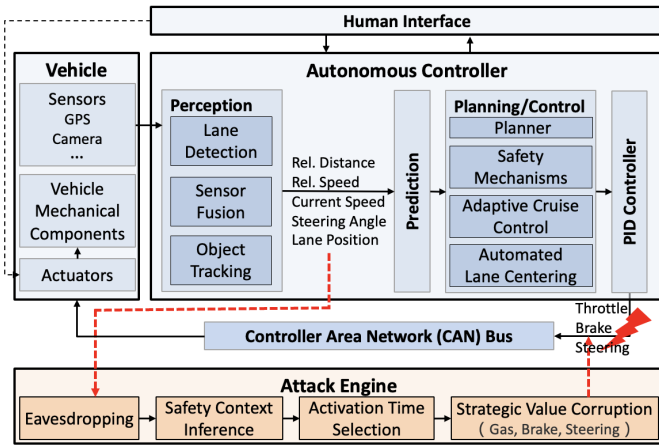 Human Interface
Vehicle
Sensors
GPS
Camera
...
Vehicle
Mechanical
Components
Actuators
Autonomous Controller
Perception
Lane
Detection
Sensor
Fusion
Object
Tracking
Rel. Distance
Rel. Speed
Current Speed
Steering Angle
Lane Position
Prediction
Planning/Control
Planner
Safety
Mechanisms
Adaptive Cruise
Control
Automated
Lane Centering
PID Controller
Throttle
Brake
Steering
Controller Area Network (CAN) Bus
Attack Engine
Eavesdropping
Safety Context
Inference
Activation Time
Selection
Strategic Value Corruption
( Gas, Brake, Steering )